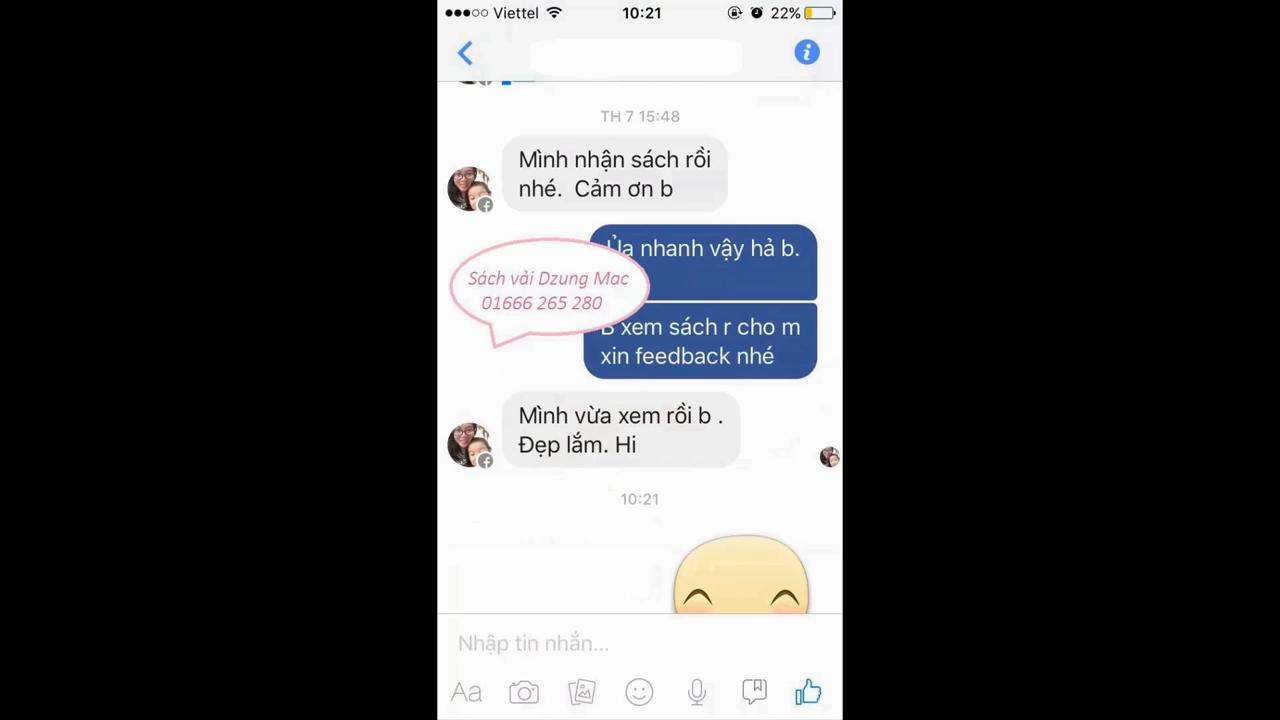 Viettel 10:21 22%
TH 7 15:48
Mình nhận sách rồi
nhé. Cảm ơn b
Ủa nhanh vậy hả b.
Sách vải Dzung Mac
01666 265 280
B xem sách r cho m
xin feedback nhé
Mình vừa xem rồi b .
Đẹp lắm. Hi
10:21
Nhập tin nhắn...
Aa